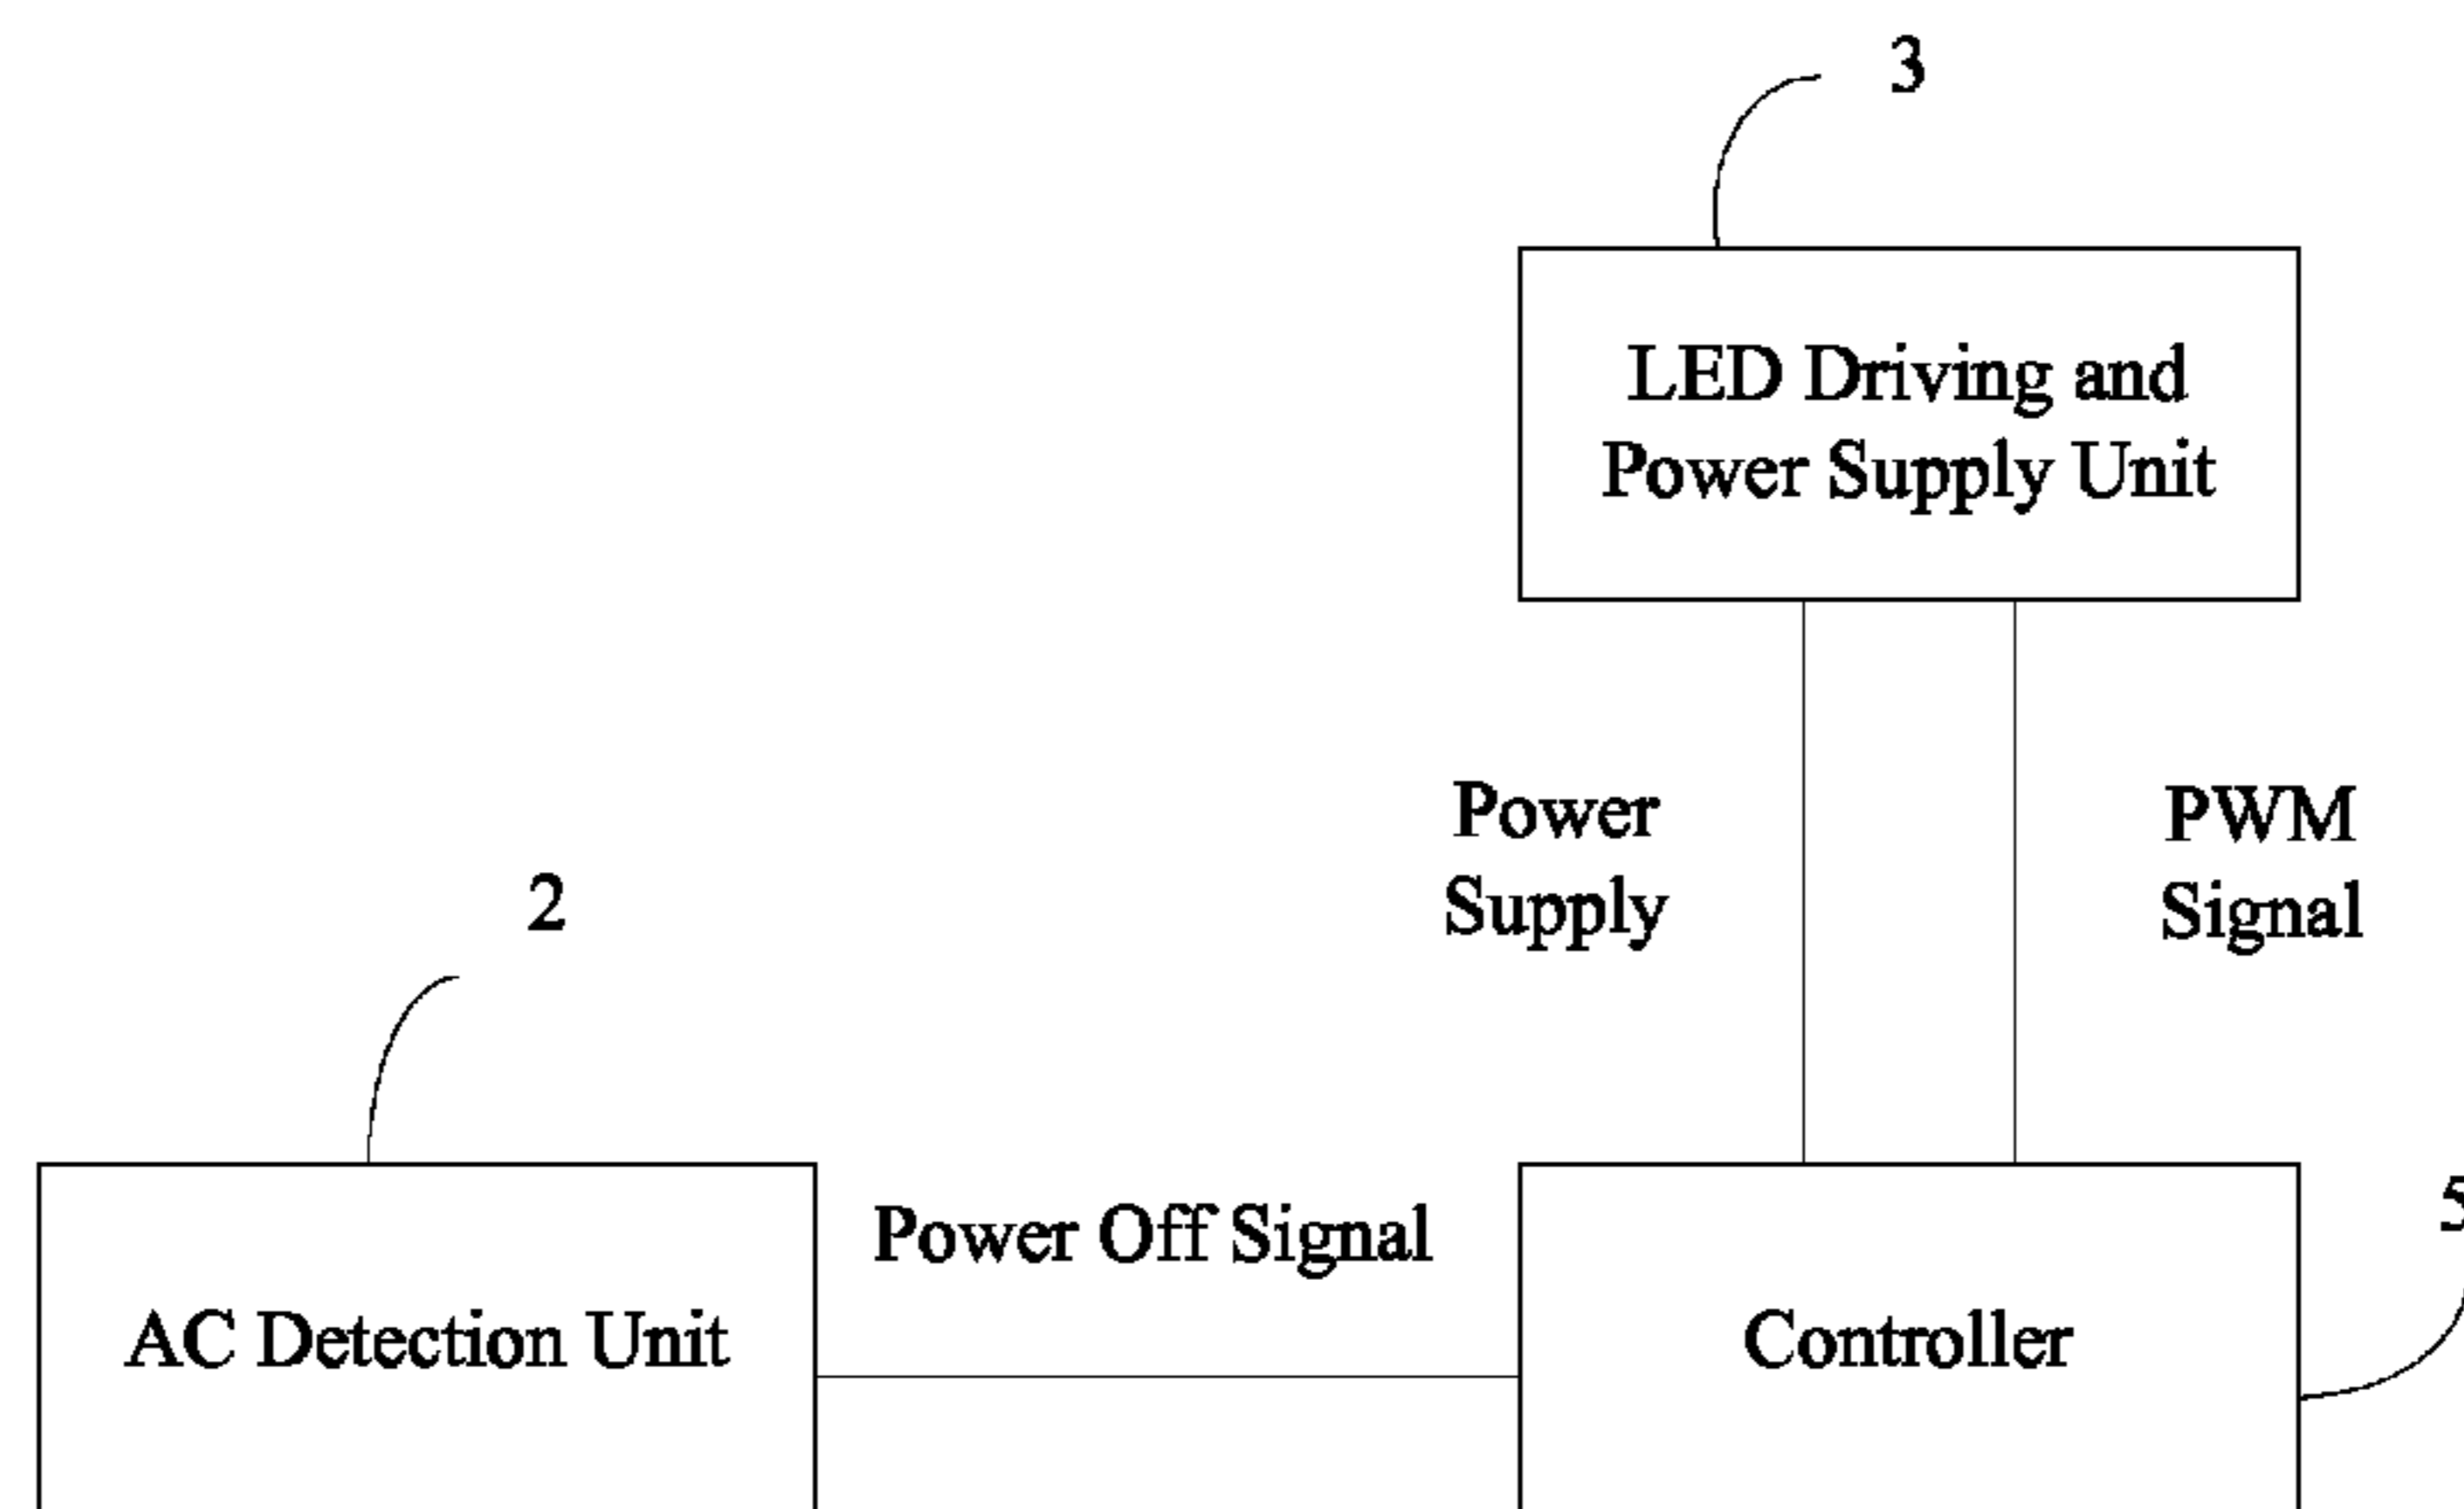 3
LED Driving and
Power Supply Unit
Power
Supply
PWM
Signal
2
Power Off Signal
5
AC Detection Unit
Controller